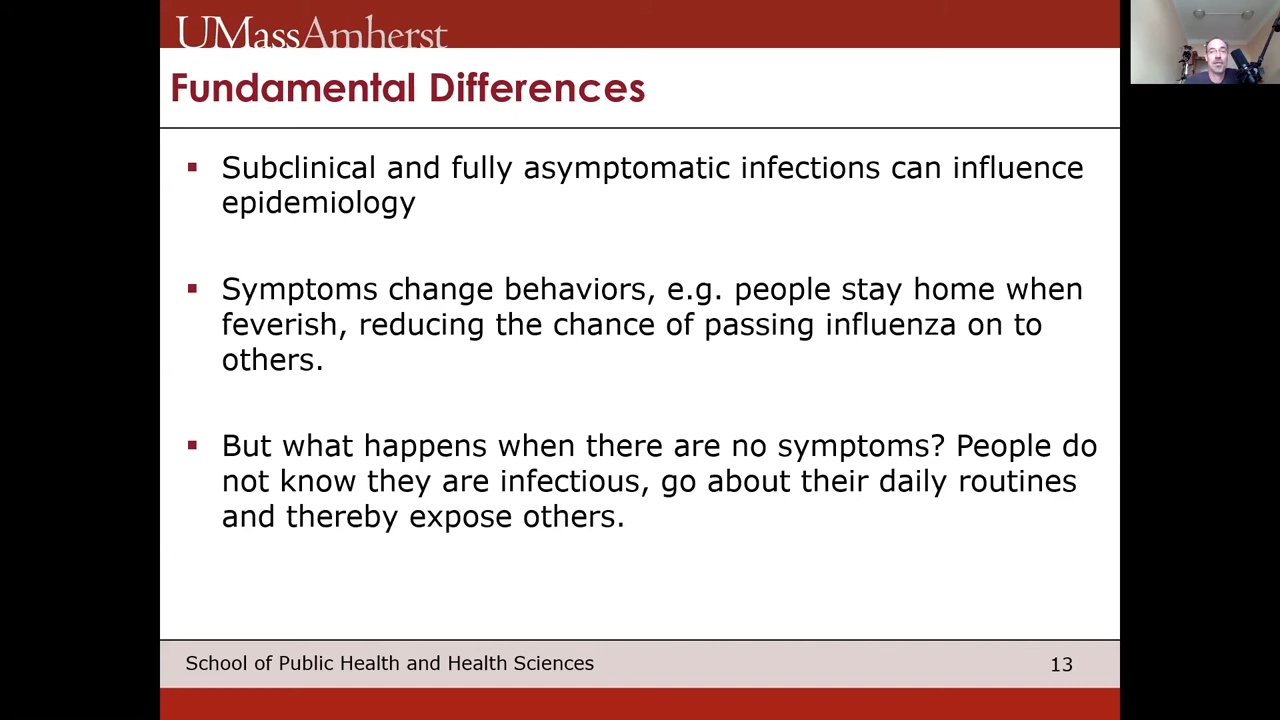 UMassAmherst
Fundamental Differences
▪ Subclinical and fully asymptomatic infections can influence
epidemiology
▪ Symptoms change behaviors, e.g. people stay home when
feverish, reducing the chance of passing influenza on to
others.
▪ But what happens when there are no symptoms? People do
not know they are infectious, go about their daily routines
and thereby expose others.
School of Public Health and Health Sciences
13